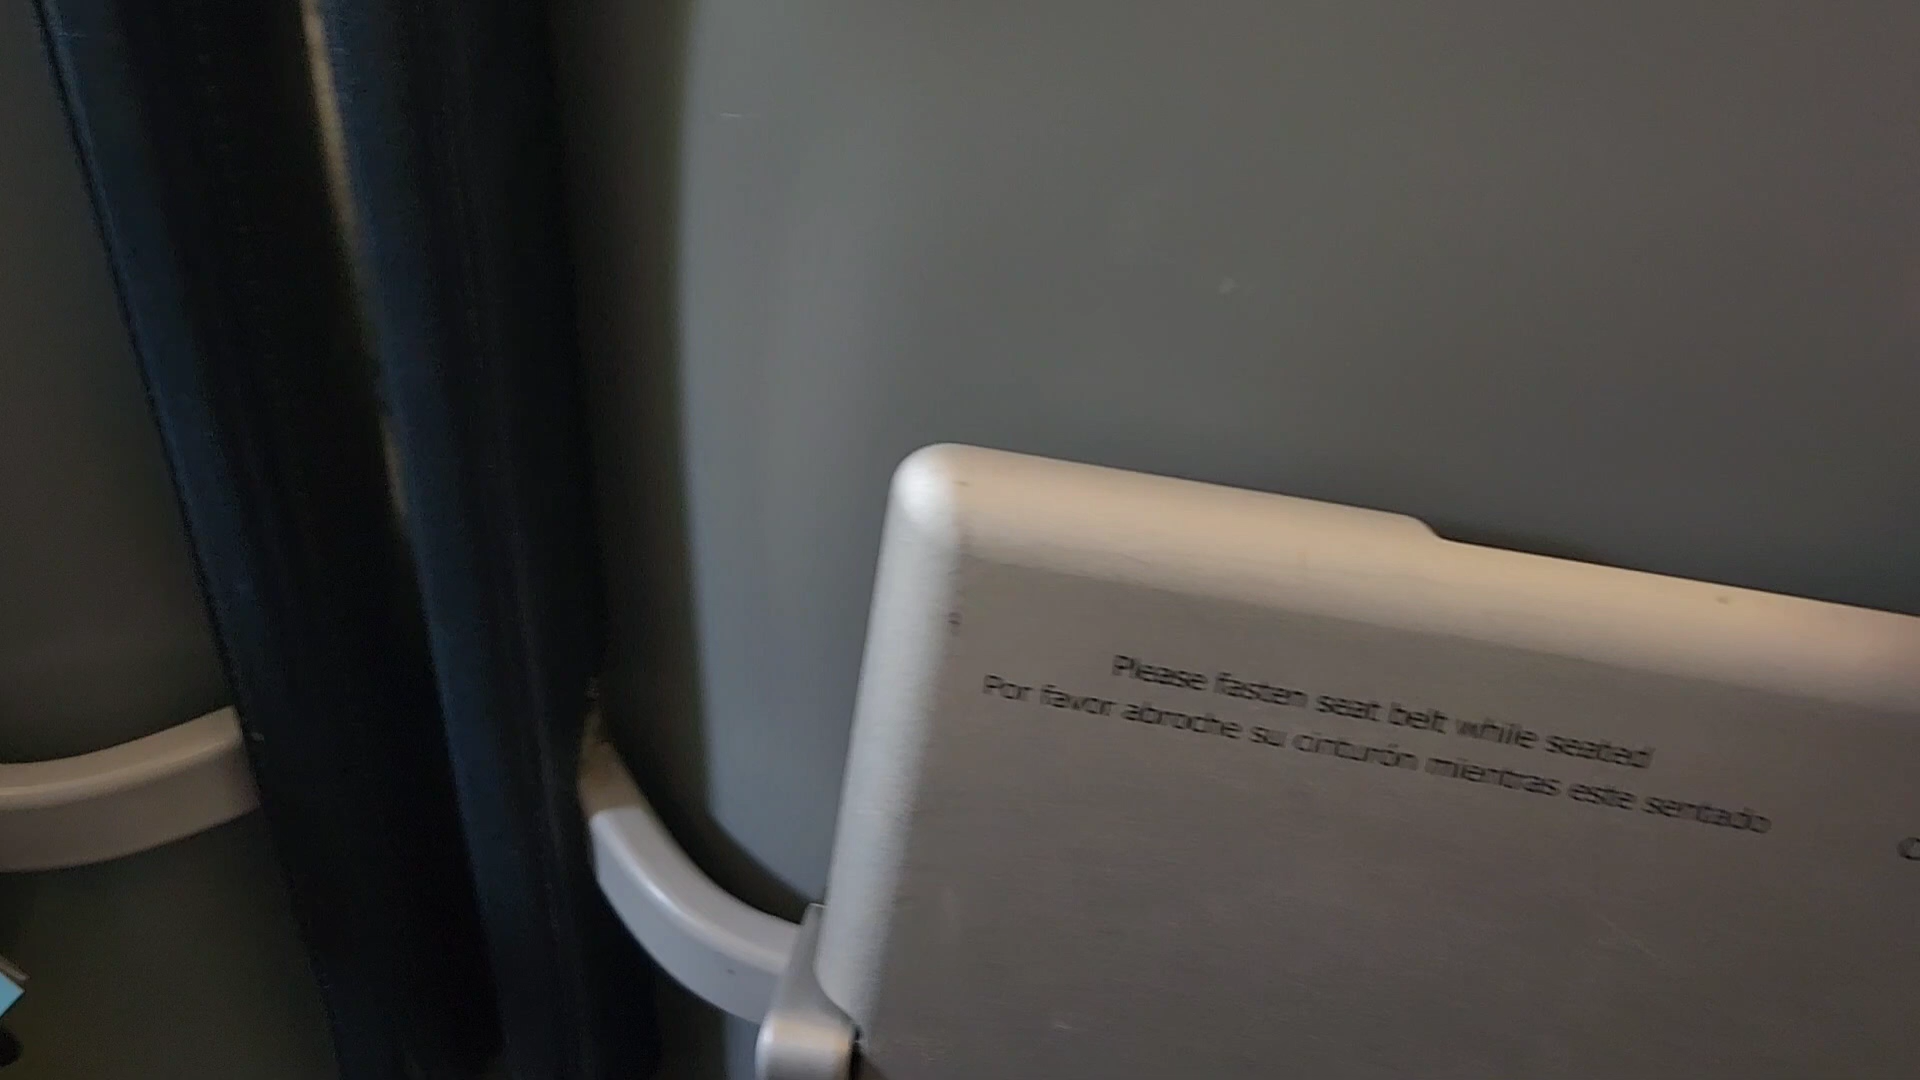 Please fasten seat belt while seated
Por favor abroche su cinturón mientras este sentado